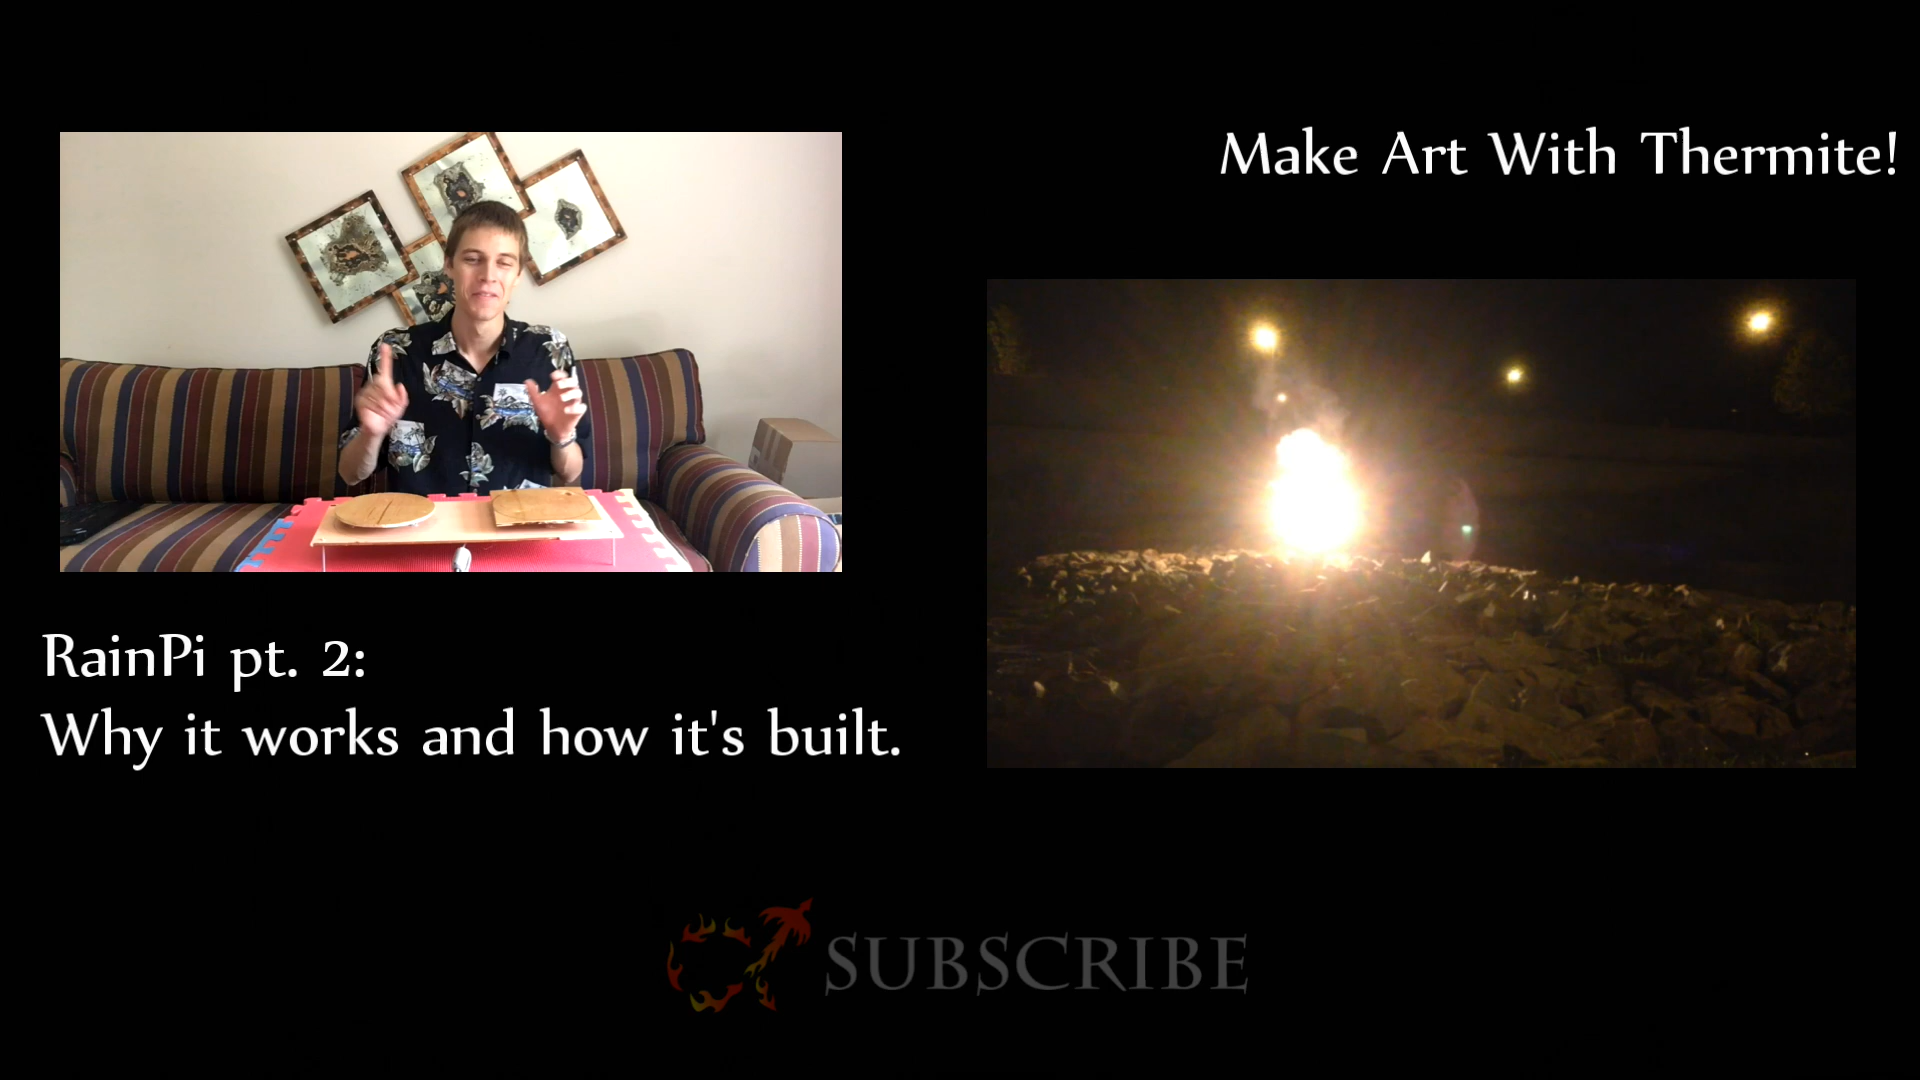 Make Art With Thermite!
RainPi pt. 2:
Why it works and how it's built.
SUBSCRIBE